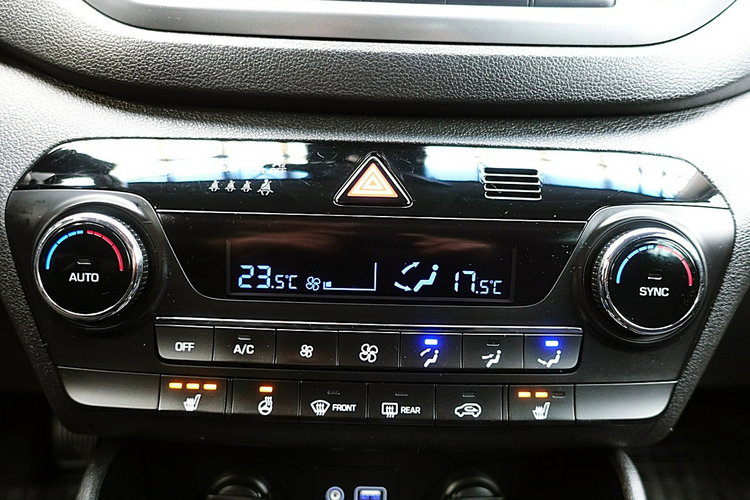 23.5°C 17.5°C
AUTO
SYNC
OFF A/C
FRONT REAR